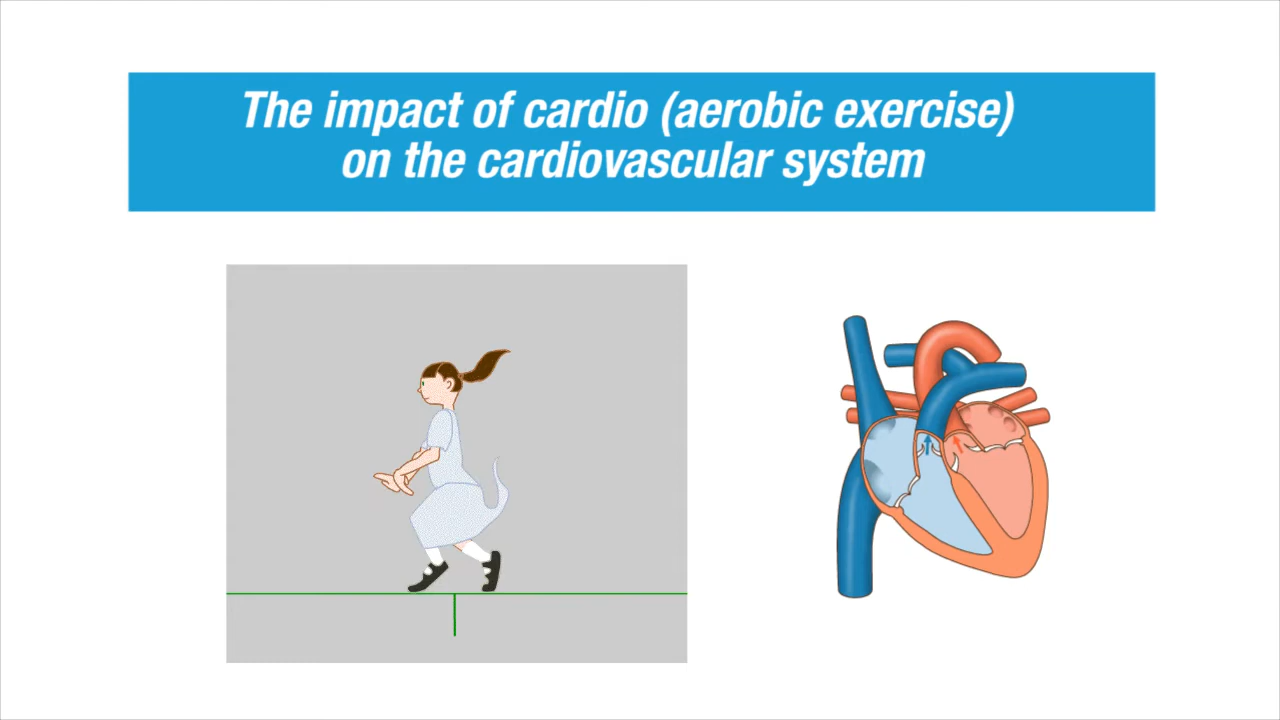 The impact of cardio (aerobic exercise)
on the cardiovascular system